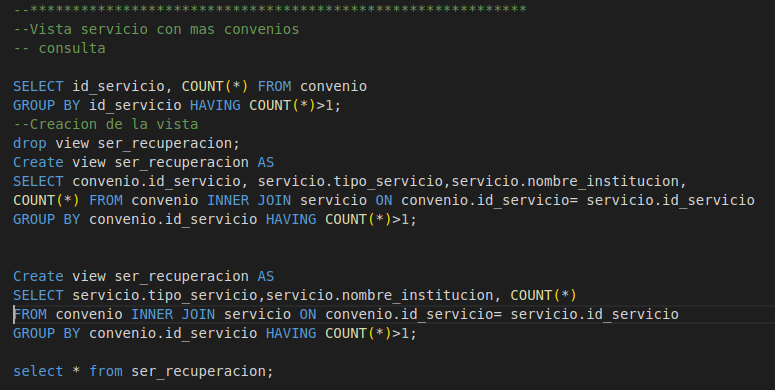 --***********************************************************
--Vista servicio con mas convenios
-- consulta
SELECT id_servicio, COUNT(*) FROM convenio
GROUP BY id_servicio HAVING COUNT(*)>1;
--Creacion de la vista
drop view ser_recuperacion;
Create view ser_recuperacion AS
SELECT convenio.id_servicio, servicio.tipo_servicio,servicio.nombre_institucion,
COUNT(*) FROM convenio INNER JOIN servicio ON convenio.id_servicio= servicio.id_servicio
GROUP BY convenio.id_servicio HAVING COUNT(*)>1;
Create view ser_recuperacion AS
SELECT servicio.tipo_servicio,servicio.nombre_institucion, COUNT(*)
FROM convenio INNER JOIN servicio ON convenio.id_servicio= servicio.id_servicio
GROUP BY convenio.id_servicio HAVING COUNT(*)>1;
select * from ser_recuperacion;